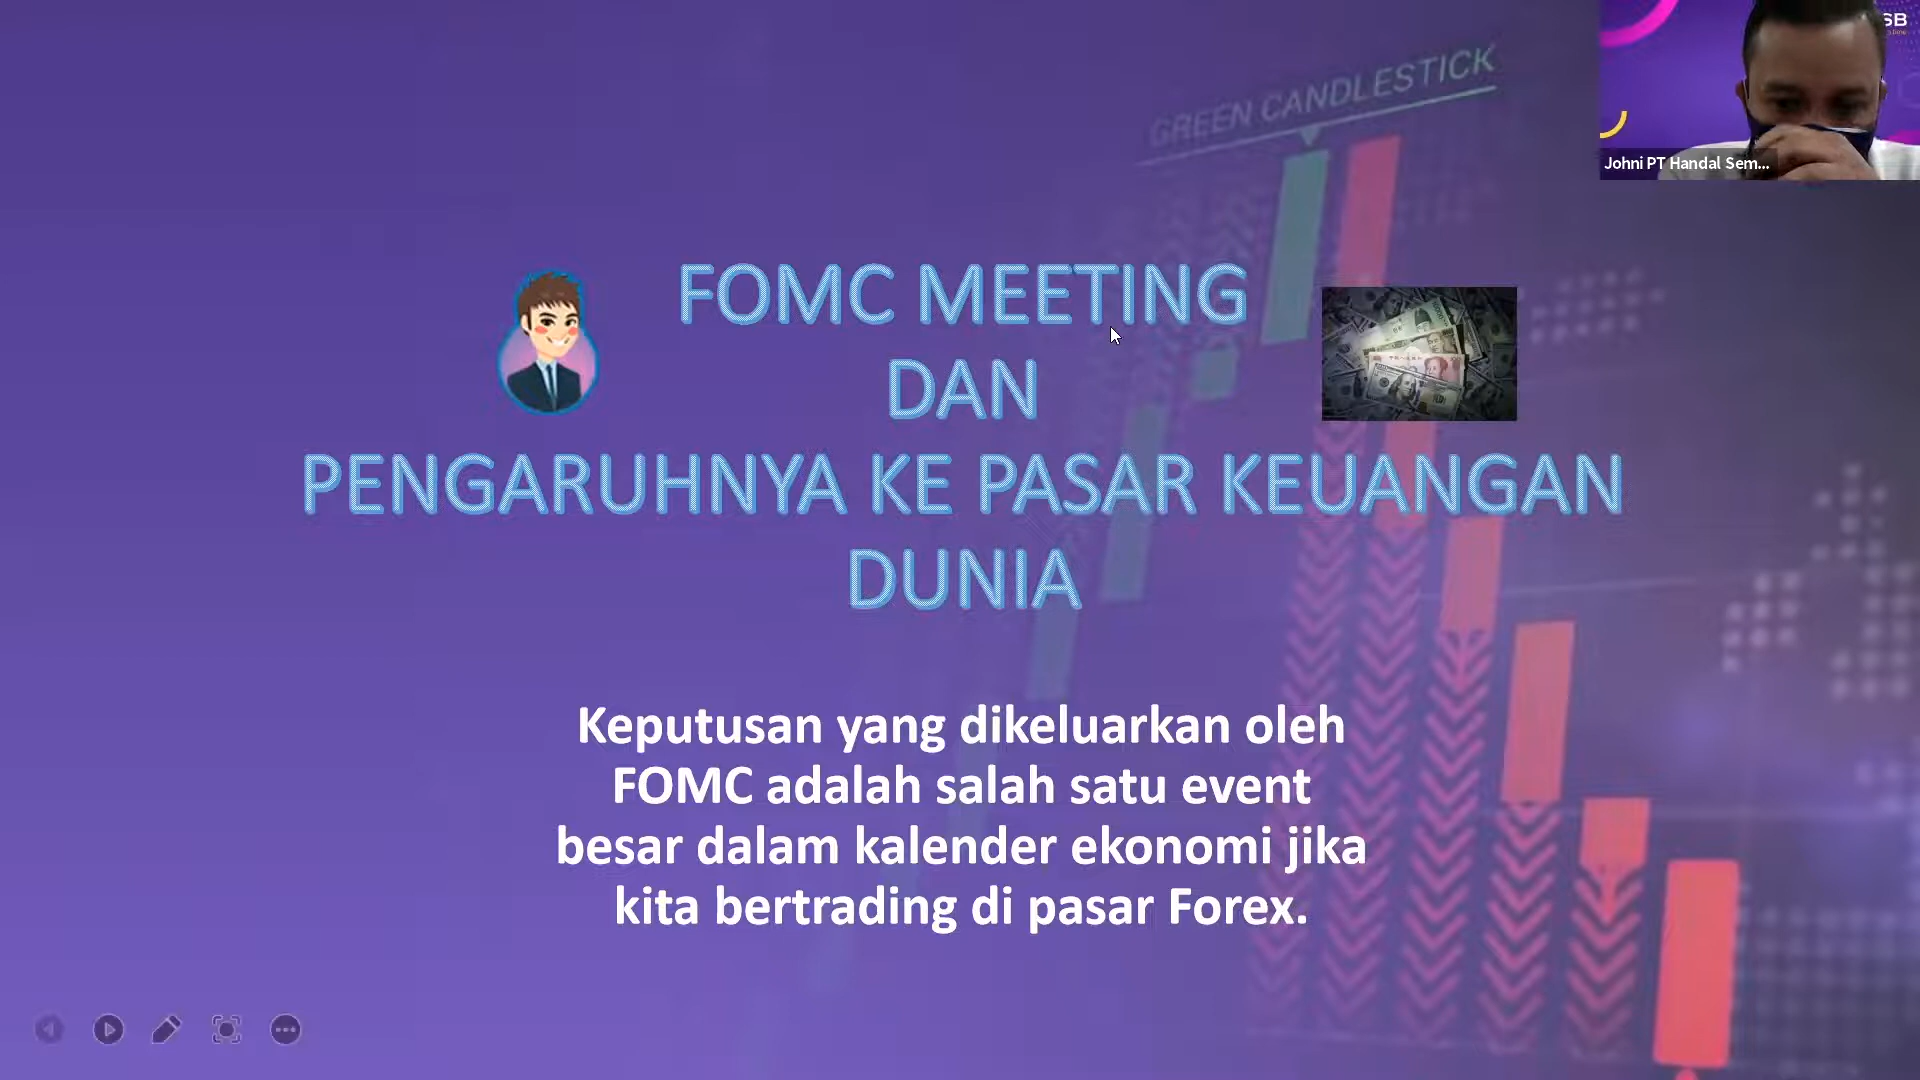 SB
GREEN CANDLESTICK
Johni PT Handal Sem...
FOMC MEETING
DAN
PENGARUHNYA KE PASAR KEUANGAN
DUNIA
Keputusan yang dikeluarkan oleh
FOMC adalah salah satu event
besar dalam kalender ekonomi jika
kita bertrading di pasar Forex.